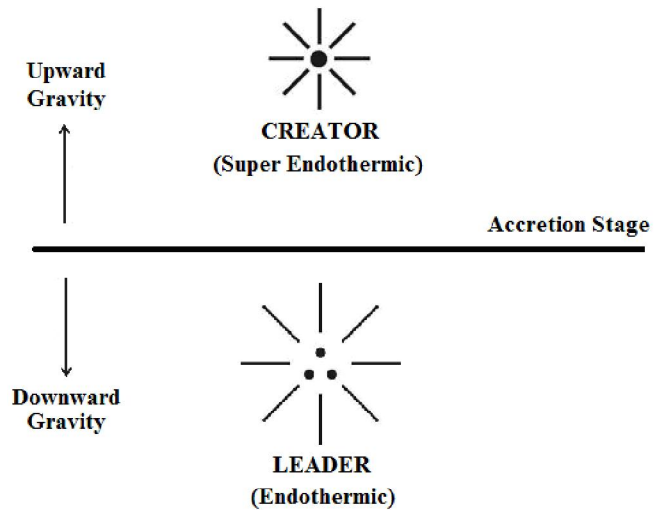 Upward
Gravity
CREATOR
(Super Endothermic)
Accretion Stage
Downward
Gravity
LEADER
(Endothermic)